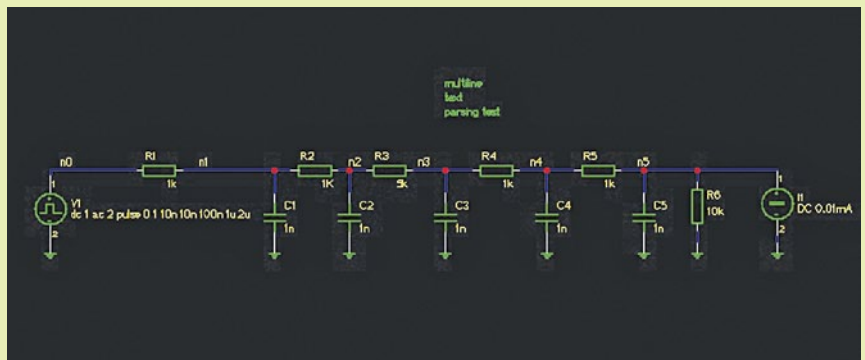 multiline
text
parsing test
n0
R1
1k
n1
R2
1K
n2
R3
5k
n3
R4
1k
n4
R5
1k
n5
1
V1
dc 1 ac 2 pulse 0 1 10n 10n 100n 1u 2u
2
C1
1n
C2
1n
C3
1n
C4
1n
C5
1n
R6
10k
1
I1
DC 0.01mA
2